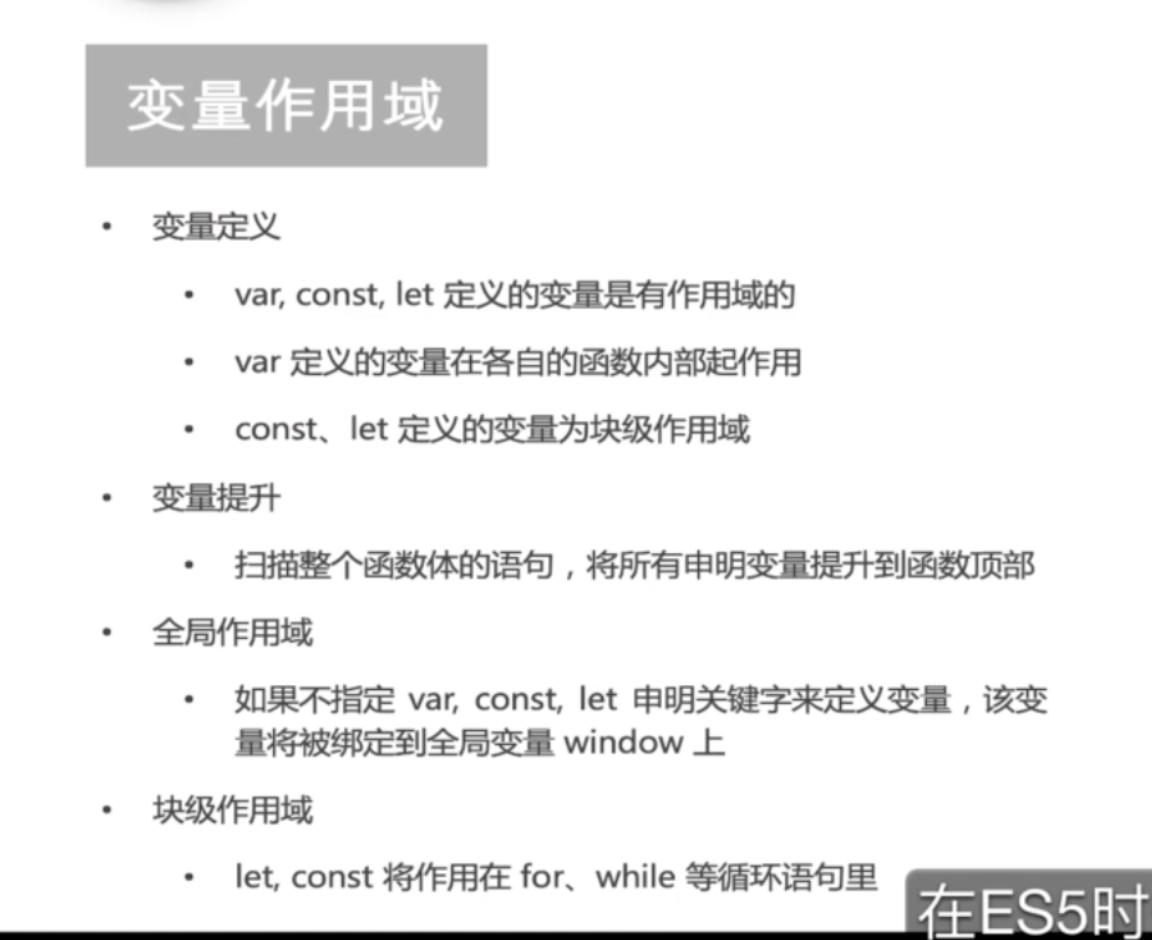 变量作用域
• 变量定义
• var, const, let 定义的变量是有作用域的
• var 定义的变量在各自的函数内部起作用
• const、let 定义的变量为块级作用域
• 变量提升
• 扫描整个函数体的语句，将所有申明变量提升到函数顶部
• 全局作用域
• 如果不指定 var, const, let 申明关键字来定义变量，该变
量将被绑定到全局变量 window 上
• 块级作用域
• let, const 将作用在 for、while 等循环语句里
在ES5时